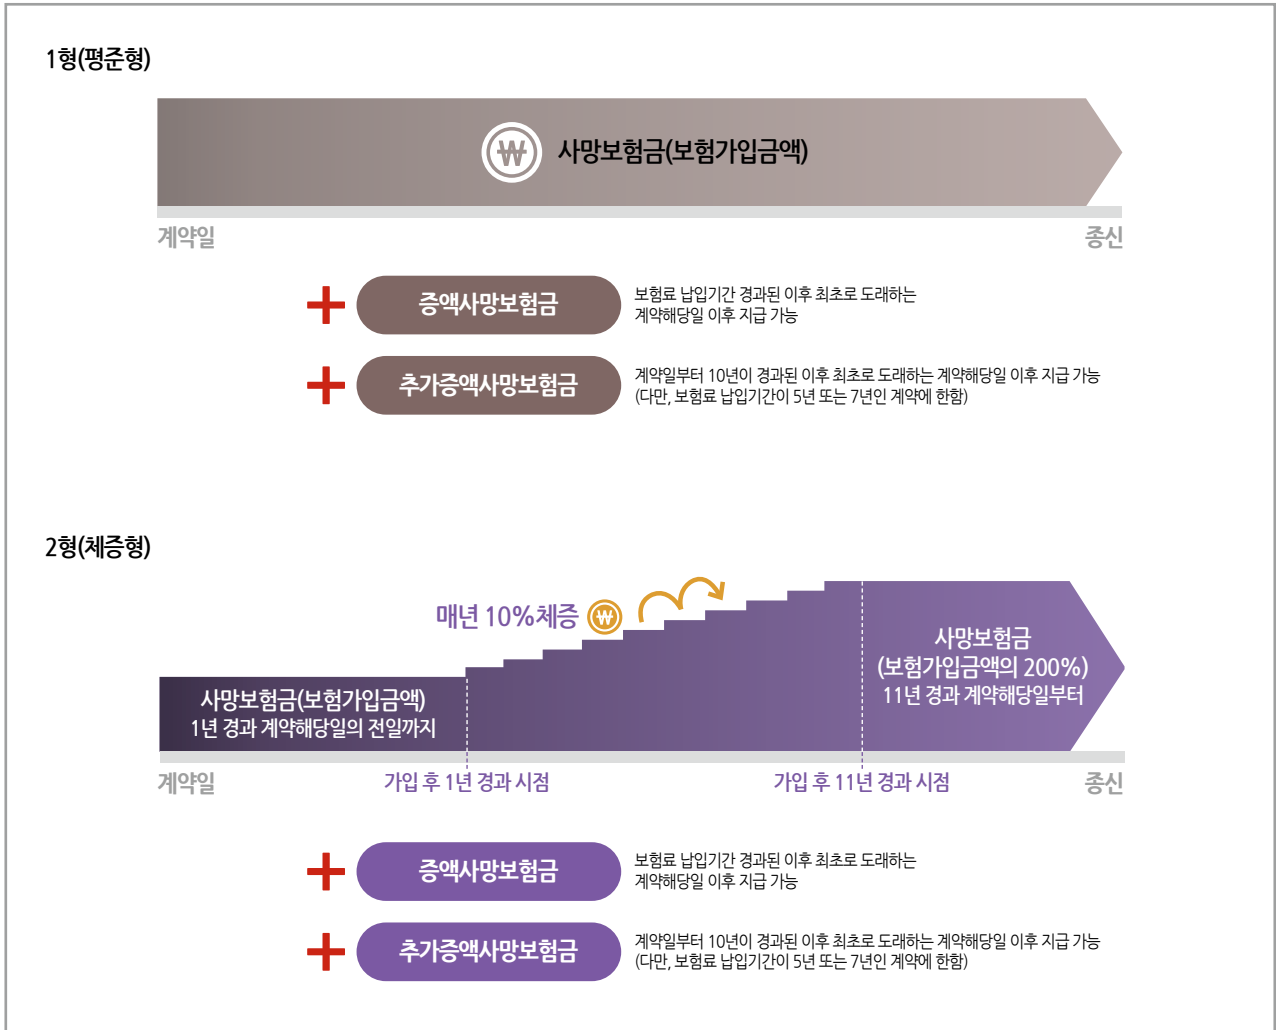 1형(평준형)
₩ 사망보험금(보험가입금액)
계약일
종신
+ 증액사망보험금
보험료 납입기간 경과된 이후 최초로 도래하는
계약해당일 이후 지급 가능
+ 추가증액사망보험금
계약일부터 10년이 경과된 이후 최초로 도래하는 계약해당일 이후 지급 가능
(다만, 보험료 납입기간이 5년 또는 7년인 계약에 한함)
2형(체증형)
매년 10%체증 ₩
사망보험금(보험가입금액)
1년 경과 계약해당일의 전일까지
사망보험금
(보험가입금액의 200%)
11년 경과 계약해당일부터
계약일
가입 후 1년 경과 시점
가입 후 11년 경과 시점
종신
+ 증액사망보험금
보험료 납입기간 경과된 이후 최초로 도래하는
계약해당일 이후 지급 가능
+ 추가증액사망보험금
계약일부터 10년이 경과된 이후 최초로 도래하는 계약해당일 이후 지급 가능
(다만, 보험료 납입기간이 5년 또는 7년인 계약에 한함)